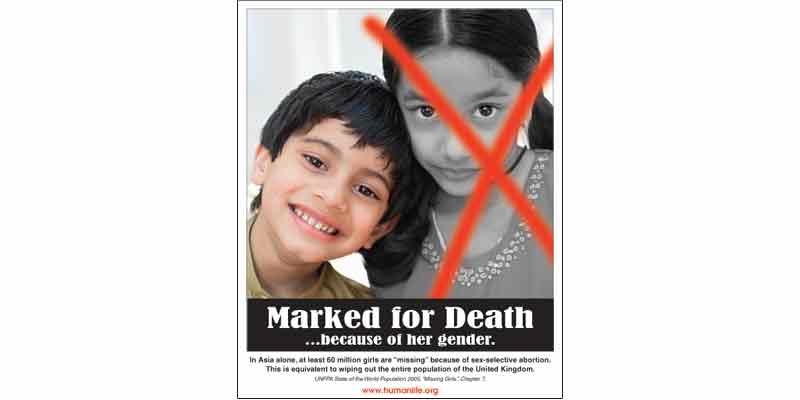 Marked for Death
...because of her gender.
In Asia alone, at least 60 million girls are "missing" because of sex-selective abortion.
This is equivalent to wiping out the entire population of the United Kingdom.
UNFPA State of the World Population 2005, "Missing Girls," Chapter 7.
www.humanlife.org